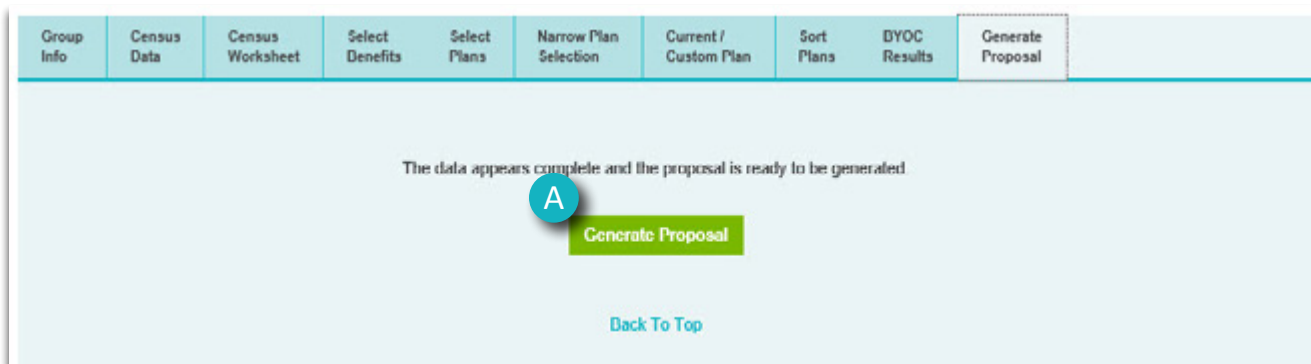 Group Census Census Select Select Narrow Plan Current / Sort BYOC Generate
Info Data Worksheet Benefits Plans Selection Custom Plan Plans Results Proposal
The data appears complete and the proposal is ready to be generated
A
Generate Proposal
Back To Top